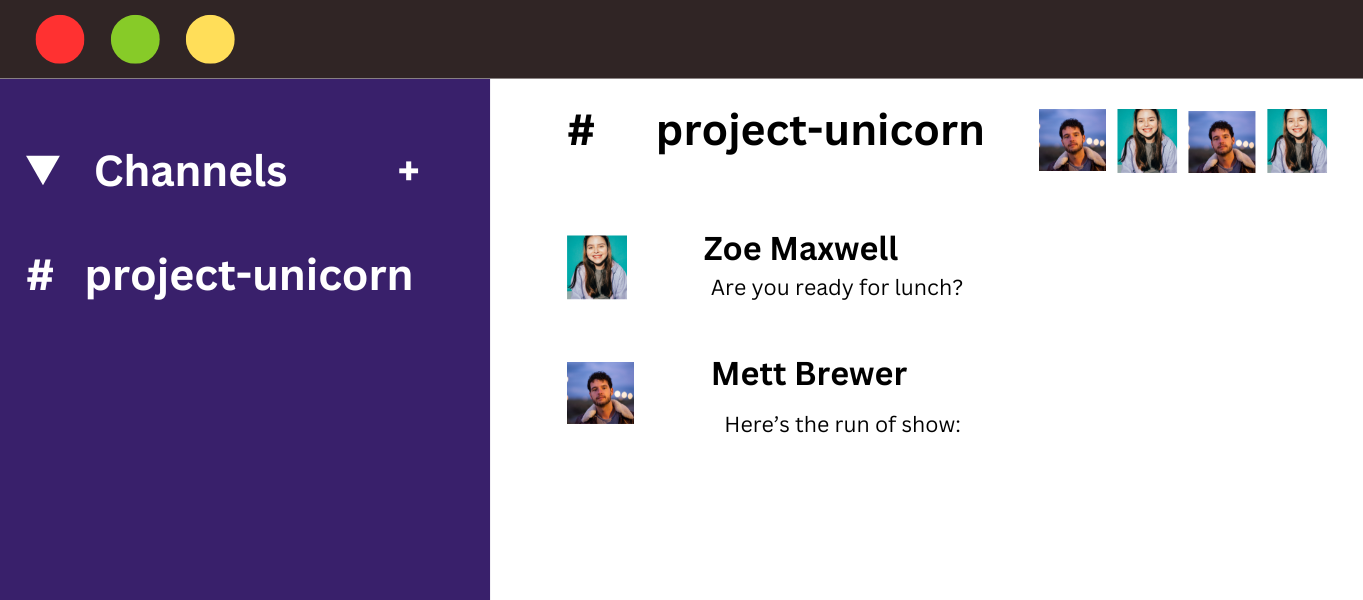 Channels +
# project-unicorn
# project-unicorn
Zoe Maxwell
Are you ready for lunch?
Mett Brewer
Here’s the run of show: